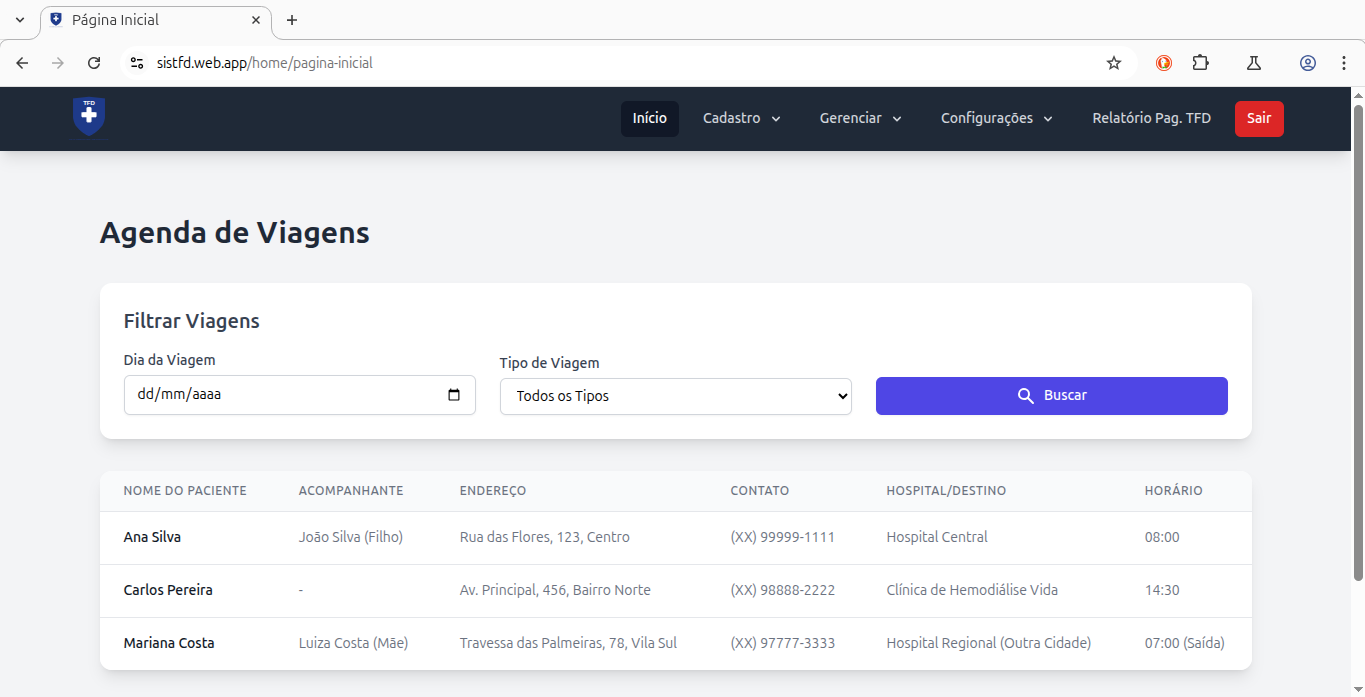 Página Inicial
sistfd.web.app/home/pagina-inicial
TFD
Início Cadastro Gerenciar Configurações Relatório Pag. TFD Sair
Agenda de Viagens
Filtrar Viagens
Dia da Viagem Tipo de Viagem
dd/mm/aaaa Todos os Tipos Buscar
NOME DO PACIENTE ACOMPANHANTE ENDEREÇO CONTATO HOSPITAL/DESTINO HORÁRIO
Ana Silva João Silva (Filho) Rua das Flores, 123, Centro (XX) 99999-1111 Hospital Central 08:00
Carlos Pereira - Av. Principal, 456, Bairro Norte (XX) 98888-2222 Clínica de Hemodiálise Vida 14:30
Mariana Costa Luiza Costa (Mãe) Travessa das Palmeiras, 78, Vila Sul (XX) 97777-3333 Hospital Regional (Outra Cidade) 07:00 (Saída)